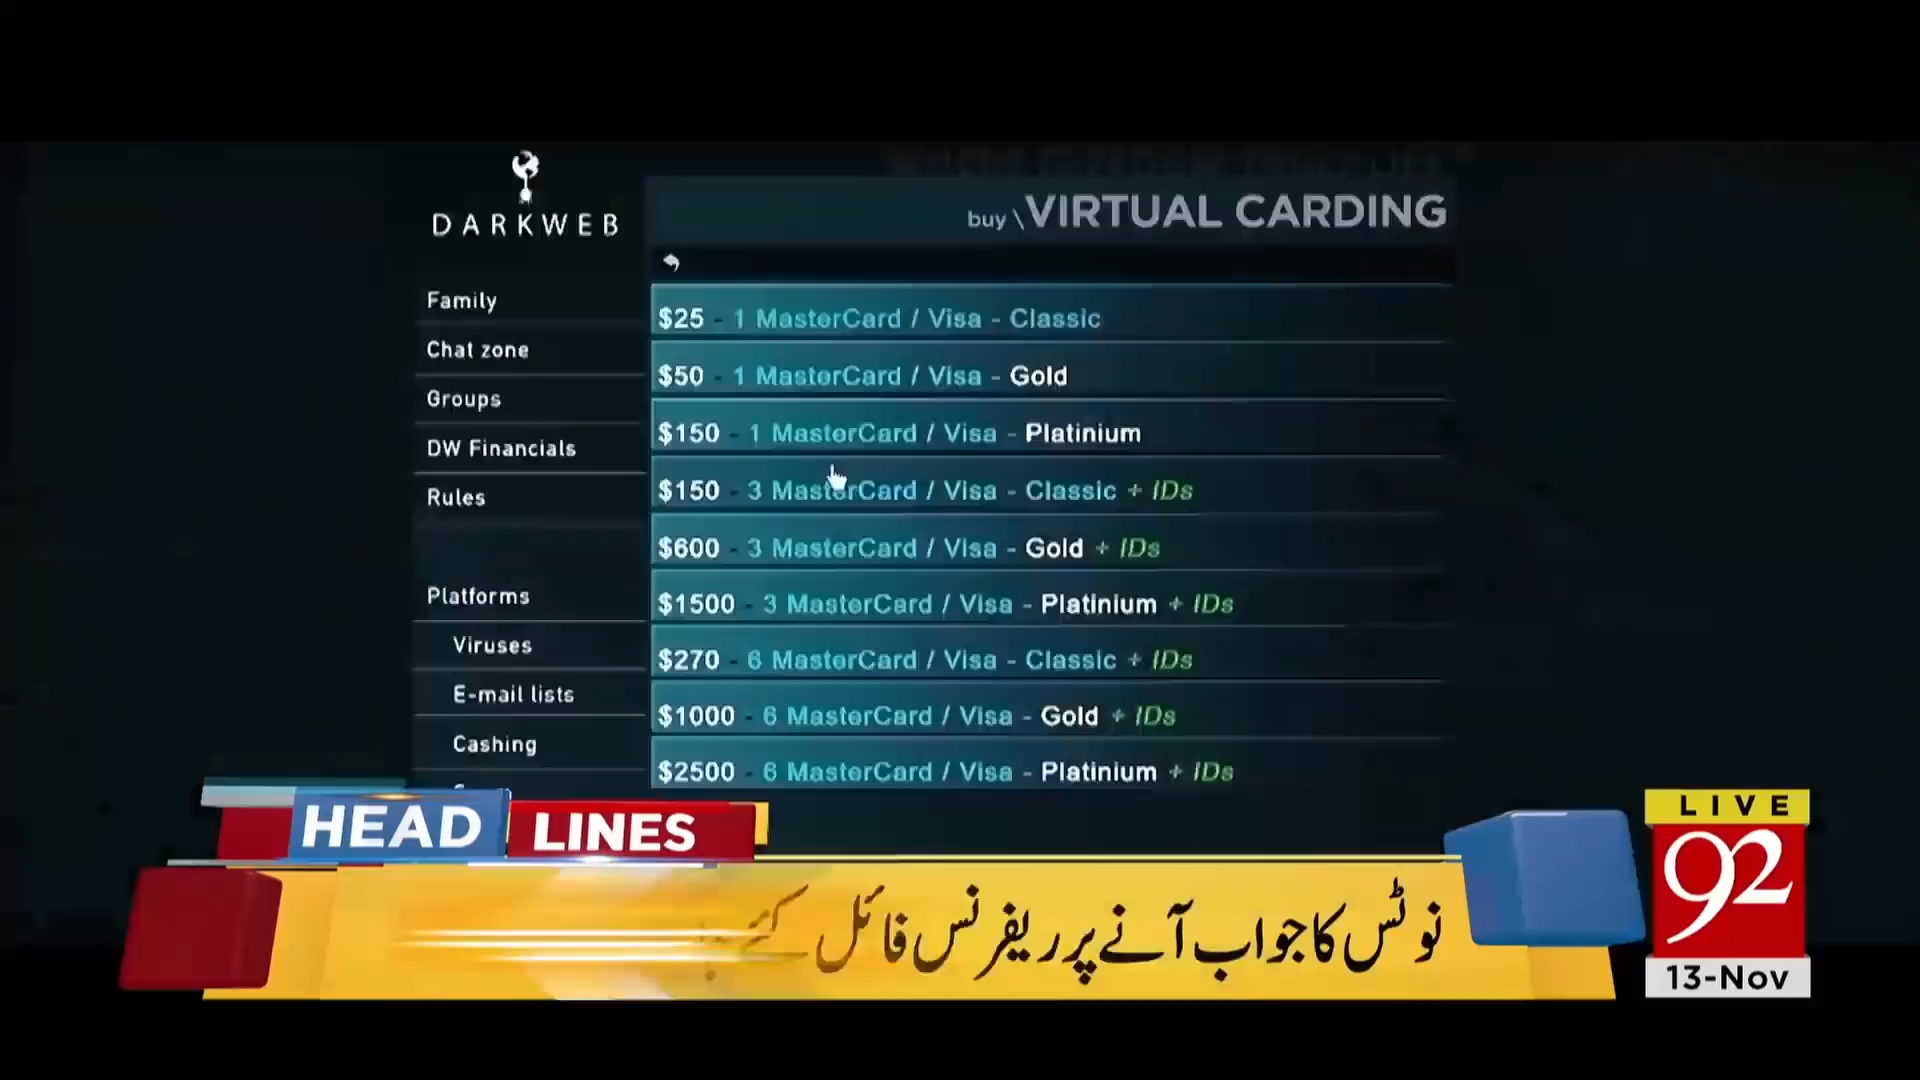 DARKWEB
buy \VIRTUAL CARDING
Family
Chat zone
Groups
DW Financials
Rules
Platforms
Viruses
E-mail lists
Cashing
$25 - 1 MasterCard / Visa - Classic
$50 - 1 MasterCard / Visa - Gold
$150 - 1 MasterCard / Visa - Platinium
$150 - 3 MasterCard / Visa - Classic + IDs
$600 - 3 MasterCard / Visa - Gold + IDs
$1500 - 3 MasterCard / Visa - Platinium + IDs
$270 - 6 MasterCard / Visa - Classic + IDs
$1000 - 6 MasterCard / Visa - Gold + IDs
$2500 - 6 MasterCard / Visa - Platinium + IDs
HEAD LINES
نوٹس کا جواب آنے پر ریفرنس فائل کئے
LIVE
92
13-Nov